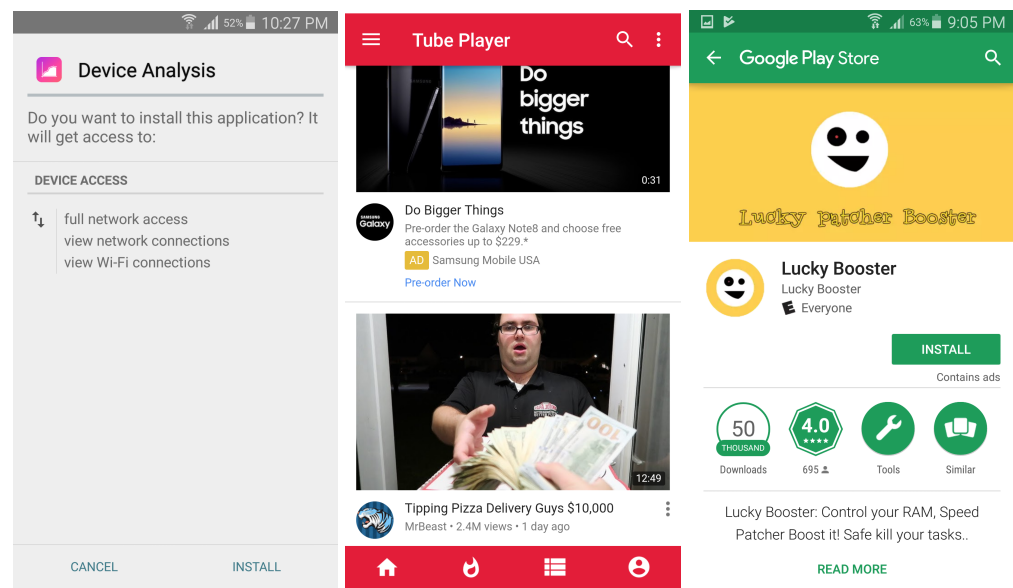 52% 10:27 PM
Device Analysis
Do you want to install this application? It
will get access to:
DEVICE ACCESS
full network access
view network connections
view Wi-Fi connections
CANCEL INSTALL
Tube Player
Do
bigger
things
0:31
SAMSUNG
Galaxy
Do Bigger Things
Pre-order the Galaxy Note8 and choose free
accessories up to $229.*
AD Samsung Mobile USA
Pre-order Now
100
12:49
Tipping Pizza Delivery Guys $10,000
MrBeast • 2.4M views • 1 day ago
63% 9:05 PM
Google Play Store
Lucky Patcher Booster
Lucky Booster
Lucky Booster
E Everyone
INSTALL
Contains ads
50
THOUSAND
Downloads
4.0
695
Tools
Similar
Lucky Booster: Control your RAM, Speed
Patcher Boost it! Safe kill your tasks..
READ MORE